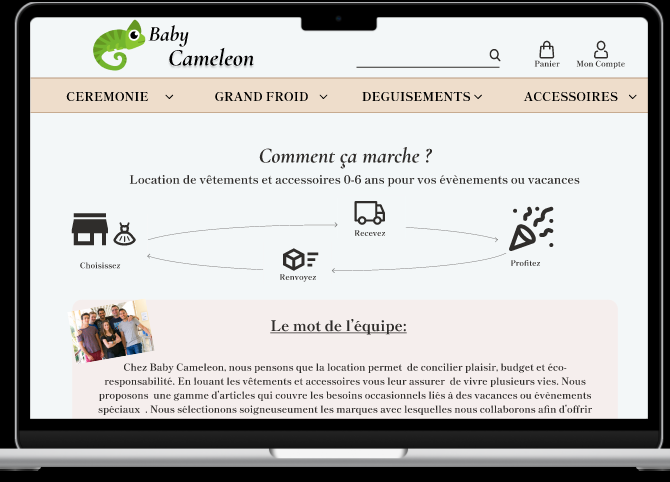 Baby
Cameleon
Panier
Mon Compte
CEREMONIE
GRAND FROID
DEGUISEMENTS
ACCESSOIRES
Comment ça marche ?
Location de vêtements et accessoires 0-6 ans pour vos évènements ou vacances
Choisissez
Recevez
Profitez
Renvoyez
Le mot de l'équipe:
Chez Baby Cameleon, nous pensons que la location permet de concilier plaisir, budget et éco-
responsabilité. En louant les vêtements et accessoires vous leur assurer de vivre plusieurs vies. Nous
proposons une gamme d'articles qui couvre les besoins occasionnels liés à des vacances ou évènements
spéciaux . Nous sélectionons soigneusement les marques avec lesquelles nous collaborons afin d'offrir